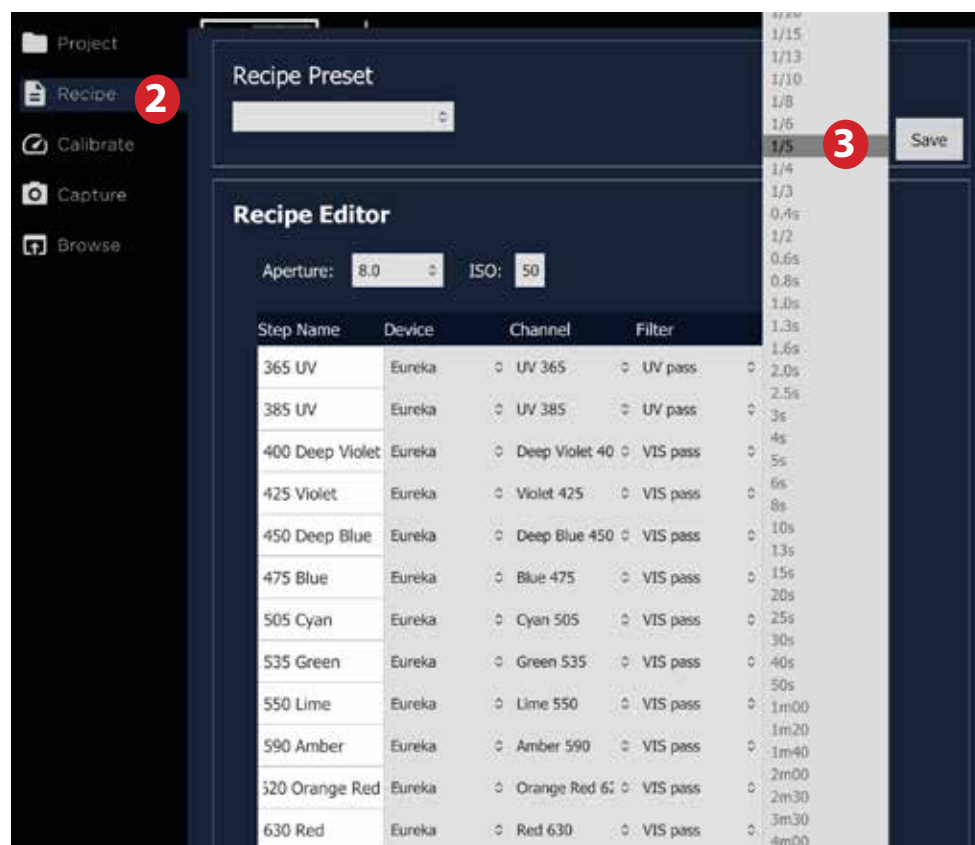 Project
Recipe
2
Calibrate
Capture
Browse
Recipe Preset
Save
Recipe Editor
Aperture: 8.0 ISO: 50
Step Name Device Channel Filter
365 UV Eureka UV 365 UV pass
385 UV Eureka UV 385 UV pass
400 Deep Violet Eureka Deep Violet 40 VIS pass
425 Violet Eureka Violet 425 VIS pass
450 Deep Blue Eureka Deep Blue 450 VIS pass
475 Blue Eureka Blue 475 VIS pass
505 Cyan Eureka Cyan 505 VIS pass
535 Green Eureka Green 535 VIS pass
550 Lime Eureka Lime 550 VIS pass
590 Amber Eureka Amber 590 VIS pass
520 Orange Red Eureka Orange Red 62 VIS pass
630 Red Eureka Red 630 VIS pass
1/15
1/13
1/10
1/8
1/6
1/5
3
1/4
1/3
0.4s
1/2
0.6s
0.8s
1.0s
1.3s
1.6s
2.0s
2.5s
3s
4s
5s
6s
8s
10s
13s
15s
20s
25s
30s
40s
50s
1m00
1m20
1m40
2m00
2m30
3m30
4m00